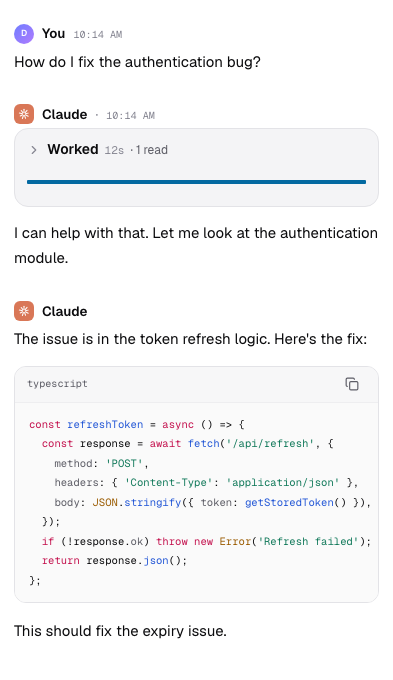 D You 10:14 AM
How do I fix the authentication bug?
Claude · 10:14 AM
Worked 12s · 1 read
I can help with that. Let me look at the authentication
module.
Claude
The issue is in the token refresh logic. Here's the fix:
typescript
const refreshToken = async () => {
  const response = await fetch('/api/refresh', {
    method: 'POST',
    headers: { 'Content-Type': 'application/json' },
    body: JSON.stringify({ token: getStoredToken() }),
  });
  if (!response.ok) throw new Error('Refresh failed');
  return response.json();
};
This should fix the expiry issue.